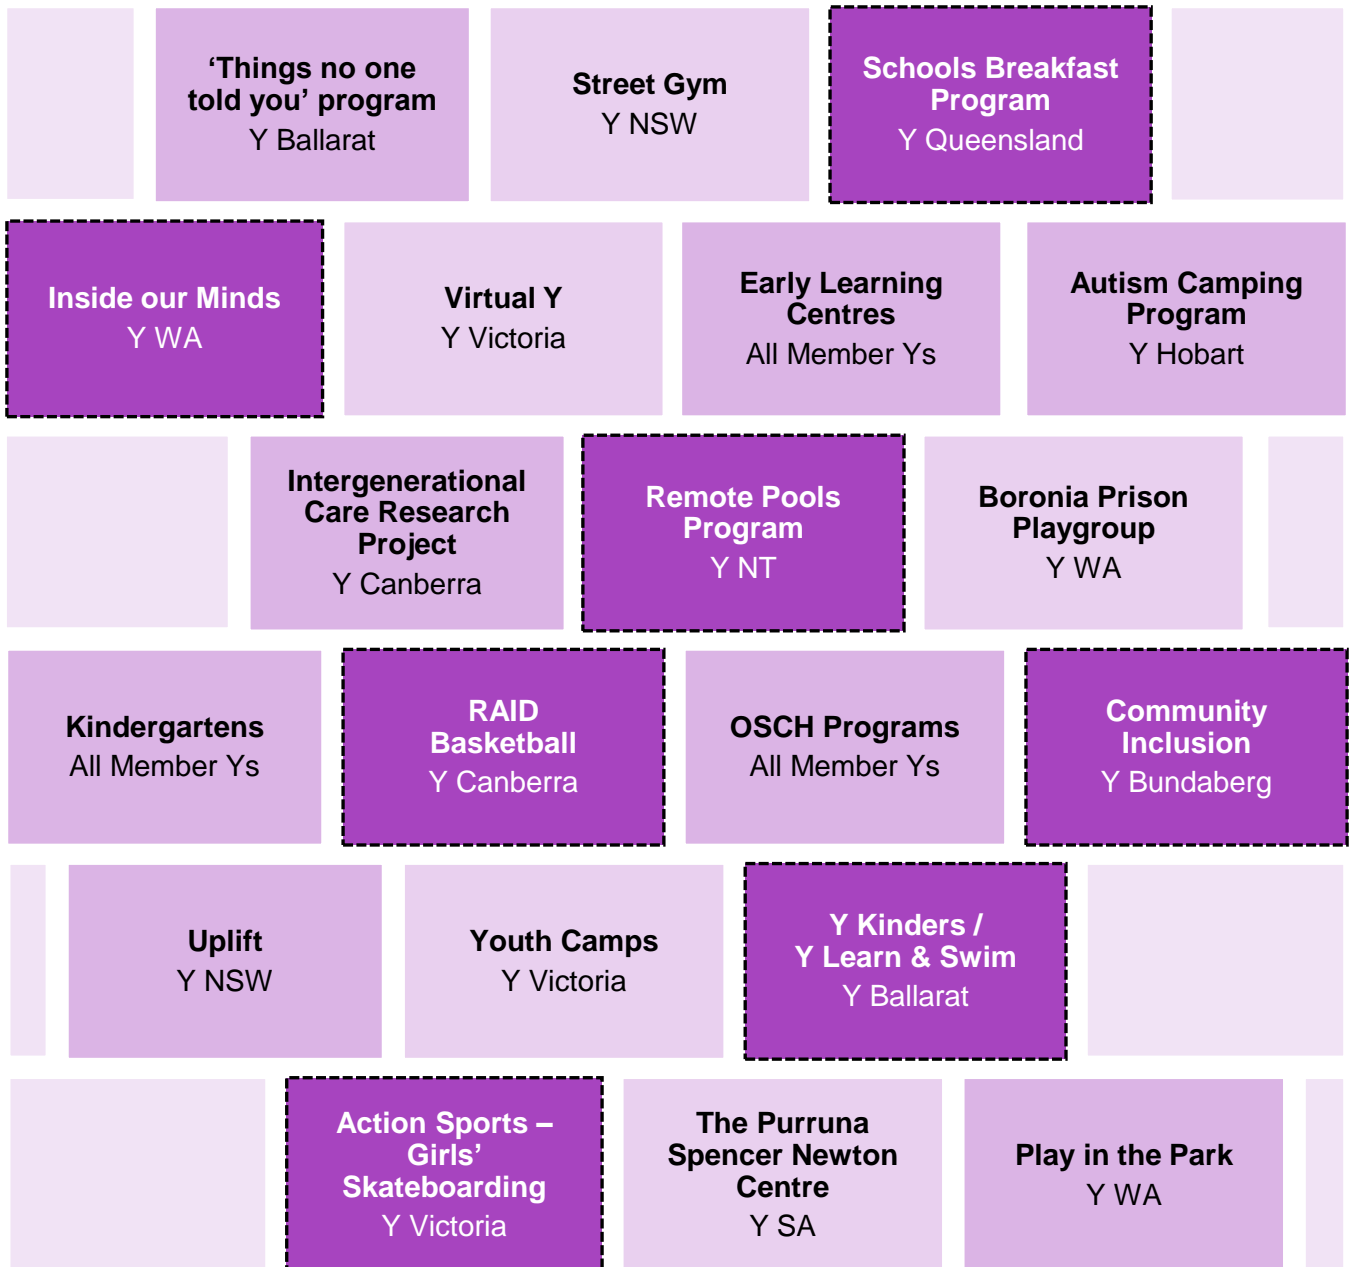 ‘Things no one
told you’ program
Y Ballarat
Street Gym
Y NSW
Schools Breakfast
Program
Y Queensland
Inside our Minds
Y WA
Virtual Y
Y Victoria
Early Learning
Centres
All Member Ys
Autism Camping
Program
Y Hobart
Intergenerational
Care Research
Project
Y Canberra
Remote Pools
Program
Y NT
Boronia Prison
Playgroup
Y WA
Kindergartens
All Member Ys
RAID
Basketball
Y Canberra
OSCH Programs
All Member Ys
Community
Inclusion
Y Bundaberg
Uplift
Y NSW
Youth Camps
Y Victoria
Y Kinders /
Y Learn & Swim
Y Ballarat
Action Sports –
Girls’
Skateboarding
Y Victoria
The Purruna
Spencer Newton
Centre
Y SA
Play in the Park
Y WA